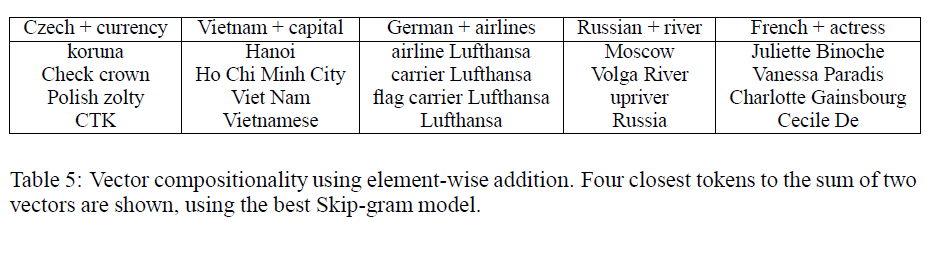 Czech + currency Vietnam + capital German + airlines Russian + river French + actress
koruna Hanoi airline Lufthansa Moscow Juliette Binoche
Check crown Ho Chi Minh City carrier Lufthansa Volga River Vanessa Paradis
Polish zolty Viet Nam flag carrier Lufthansa upriver Charlotte Gainsbourg
CTK Vietnamese Lufthansa Russia Cecile De
Table 5: Vector compositionality using element-wise addition. Four closest tokens to the sum of two
vectors are shown, using the best Skip-gram model.